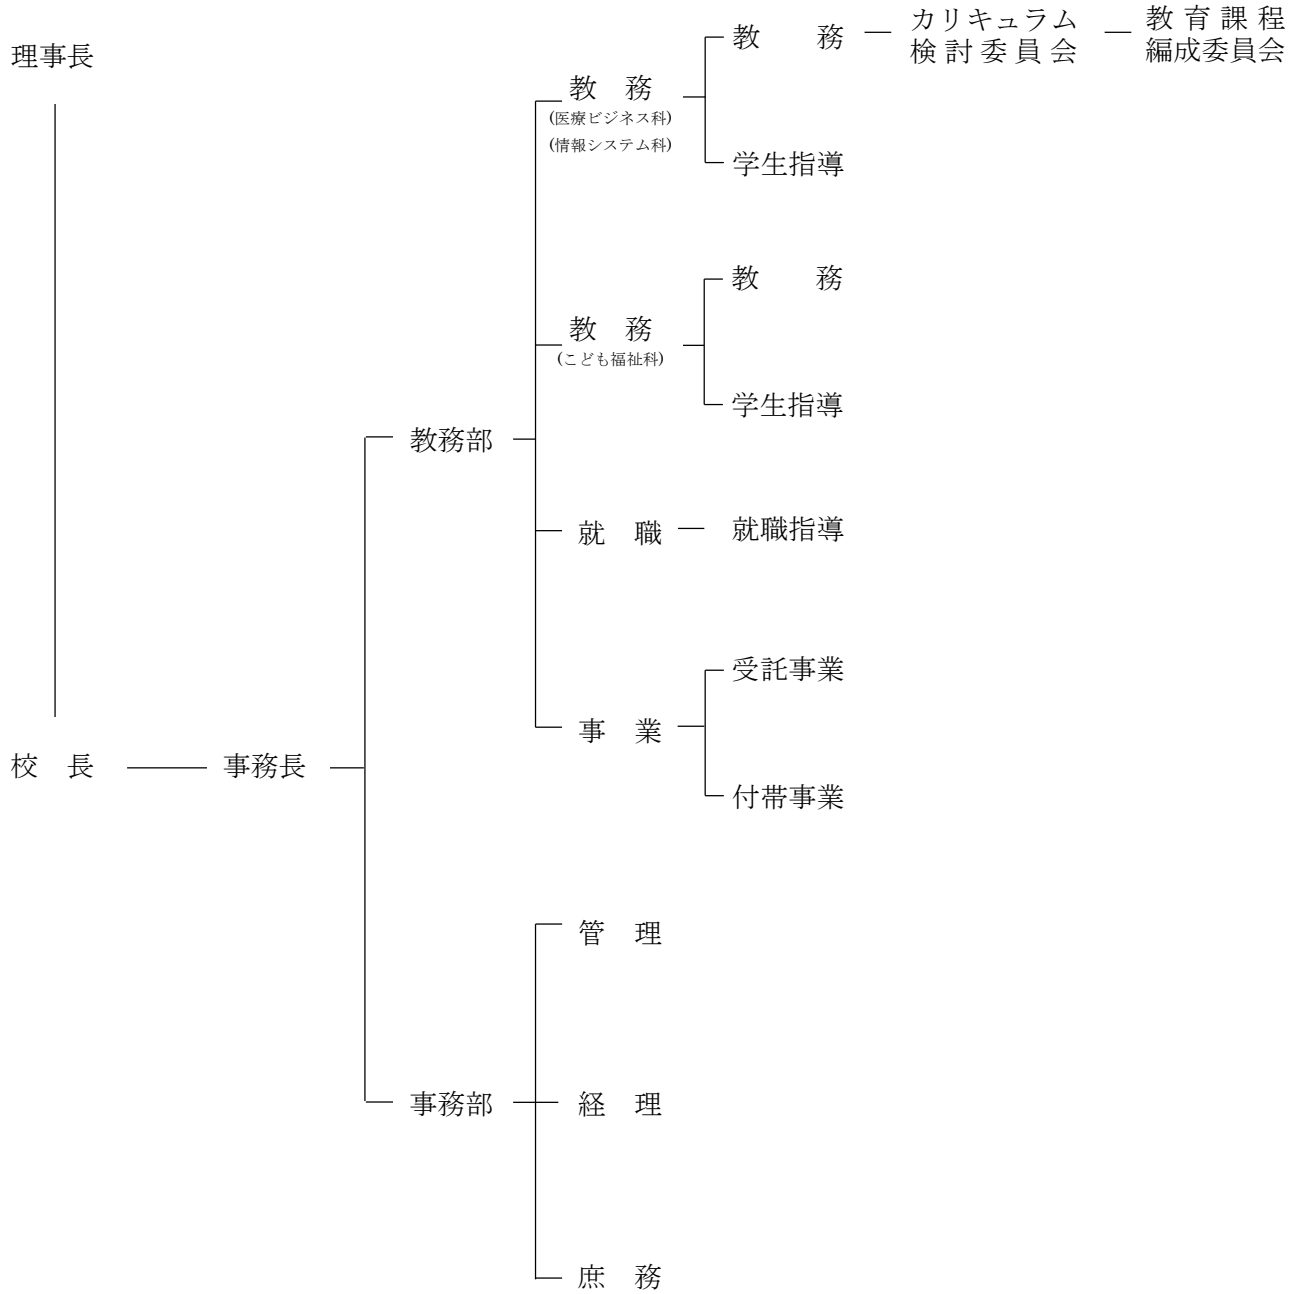 理事長
教　　務
カリキュラム
検討委員会
教育課程
編成委員会
教　務
(医療ビジネス科)
(情報システム科)
学生指導
教　　務
教　務
(こども福祉科)
学生指導
教務部
就　職
就職指導
受託事業
事　業
校　長
事務長
付帯事業
管　理
事務部
経　理
庶　務